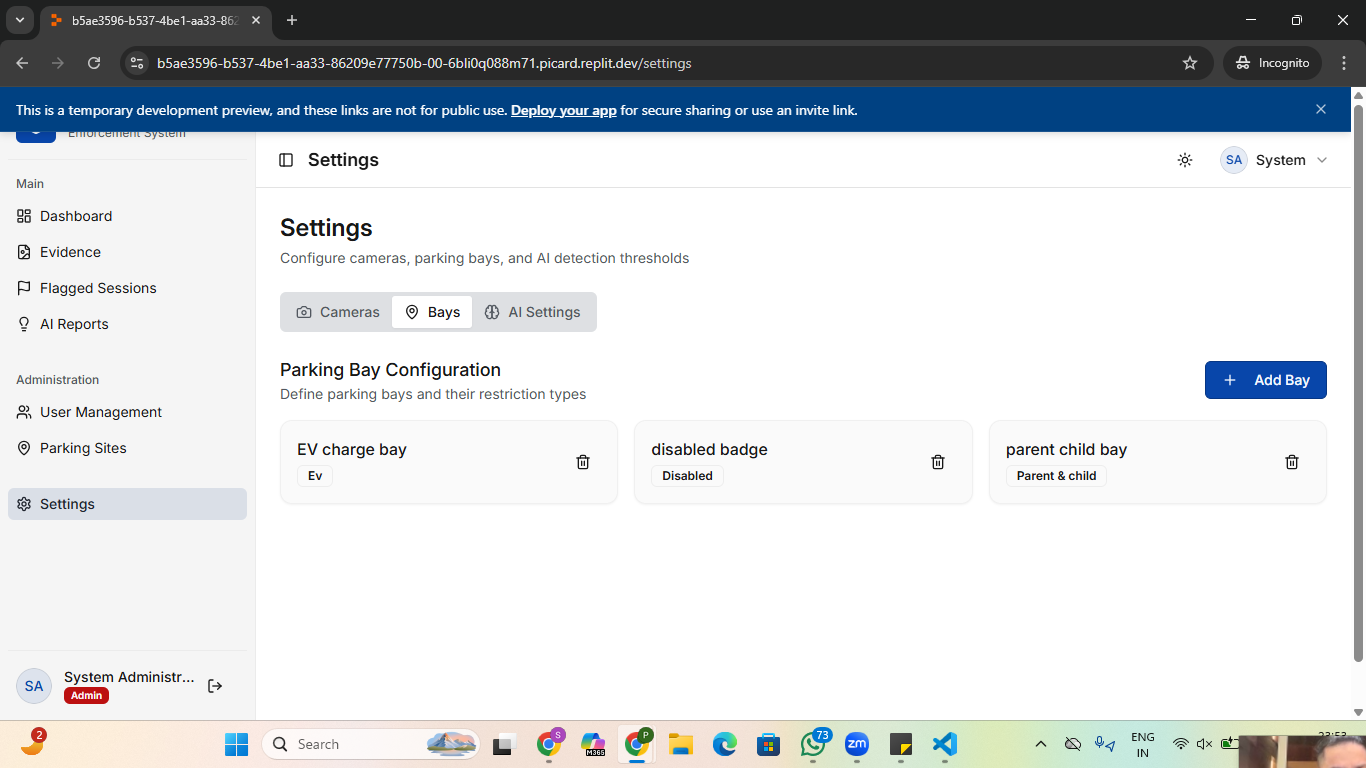 b5ae3596-b537-4be1-aa33-862
b5ae3596-b537-4be1-aa33-86209e77750b-00-6bli0q088m71.picard.replit.dev/settings
Incognito
This is a temporary development preview, and these links are not for public use. Deploy your app for secure sharing or use an invite link.
Enforcement System
Settings
SA
System
Main
Dashboard
Evidence
Flagged Sessions
AI Reports
Administration
User Management
Parking Sites
Settings
SA
System Administr...
Admin
Settings
Configure cameras, parking bays, and AI detection thresholds
Cameras
Bays
AI Settings
Parking Bay Configuration
Define parking bays and their restriction types
Add Bay
EV charge bay
Ev
disabled badge
Disabled
parent child bay
Parent & child
2
Search
M365
S
P
73
zm
ENG
IN